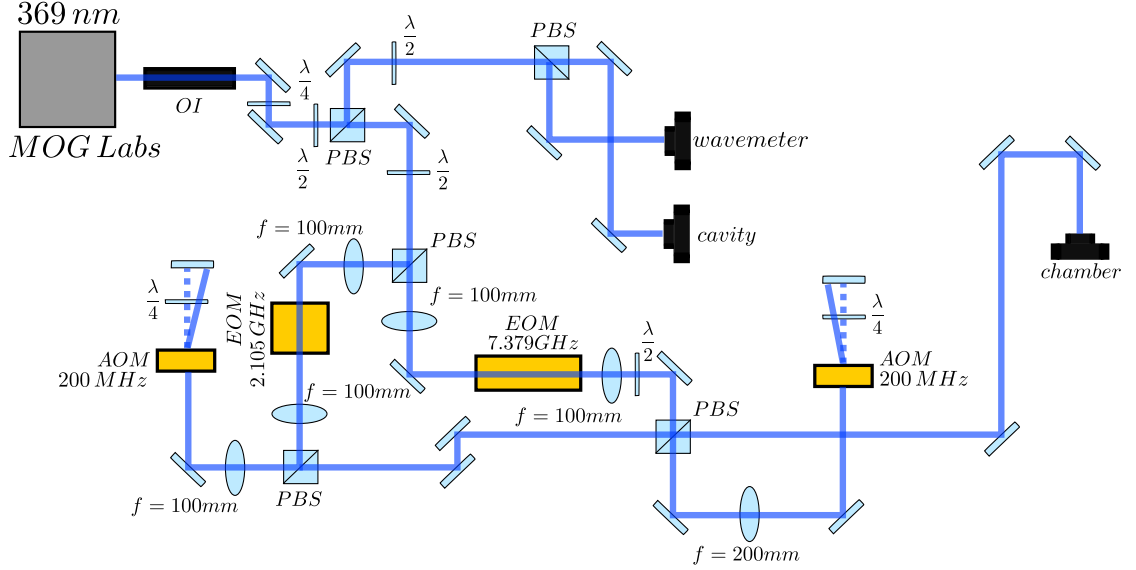 369 nm
MOG Labs
OI
λ/4
λ/2
PBS
λ/2
PBS
wavemeter
cavity
λ/2
PBS
f = 100mm
f = 100mm
EOM
2.105 GHz
λ/4
AOM
200 MHz
f = 100mm
f = 100mm
PBS
EOM
7.379GHz
f = 100mm
λ/2
PBS
f = 200mm
λ/4
AOM
200 MHz
chamber